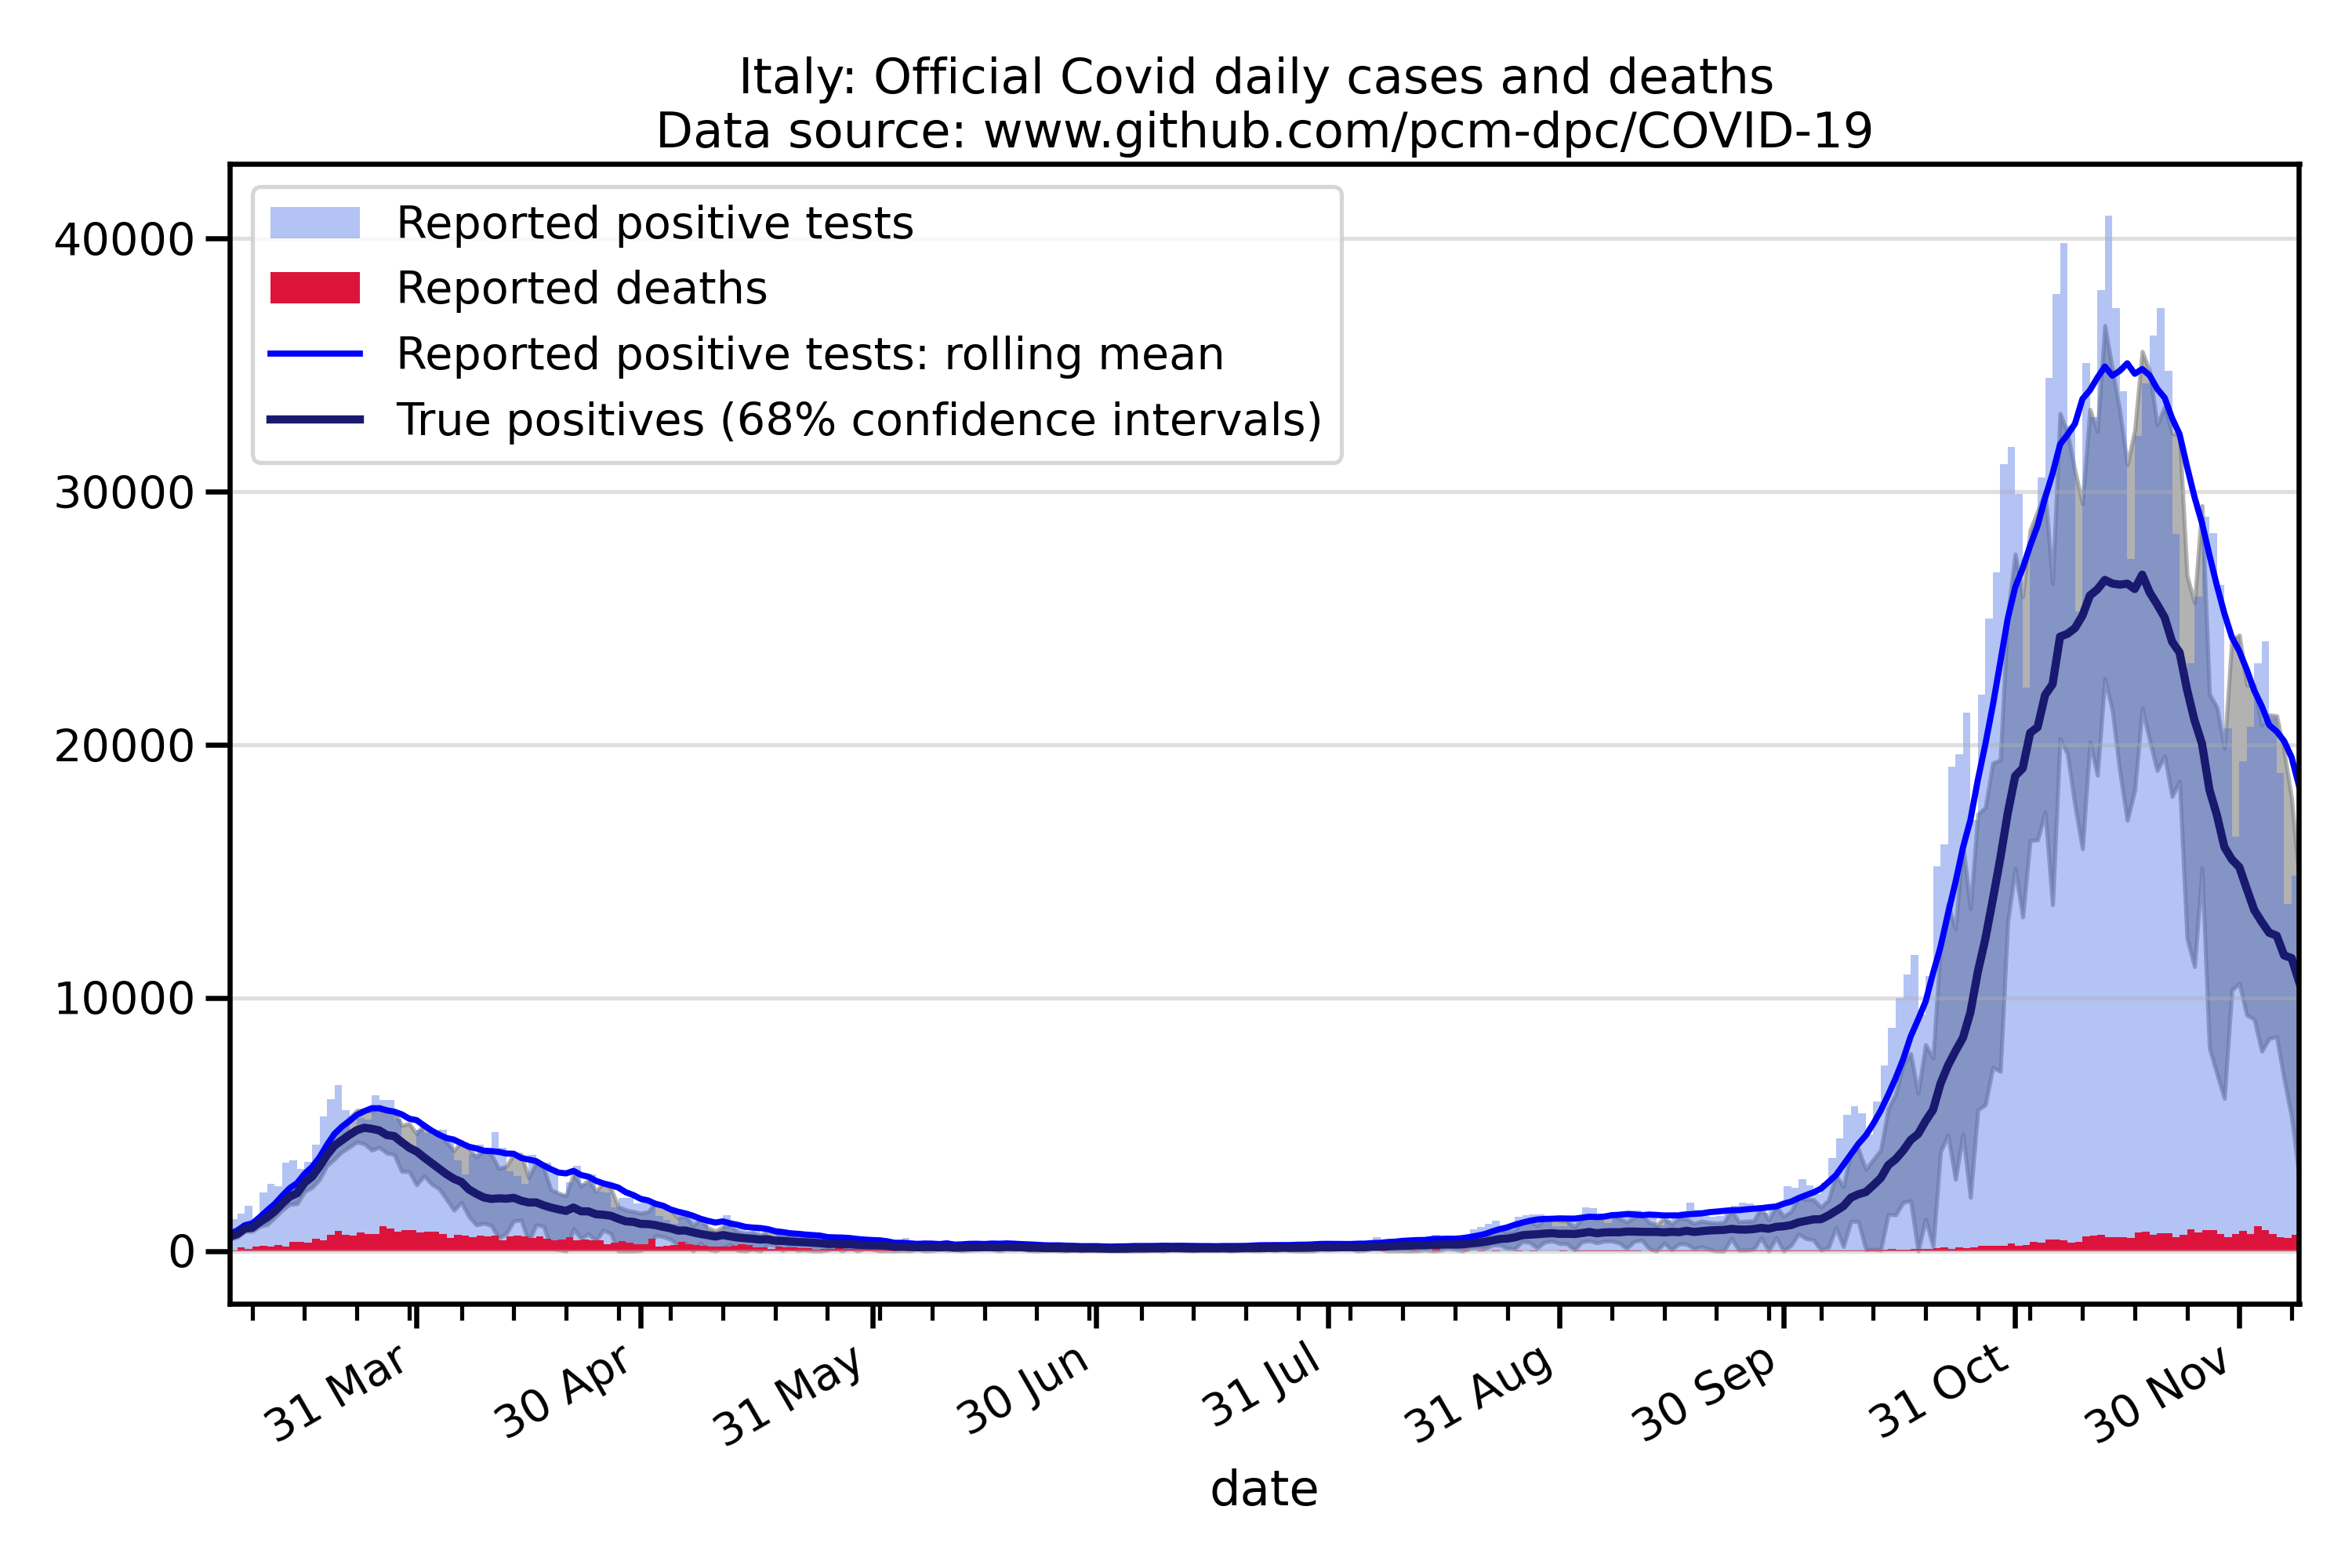 Italy: Official Covid daily cases and deaths
Data source: www.github.com/pcm-dpc/COVID-19
Reported positive tests
Reported deaths
Reported positive tests: rolling mean
True positives (68% confidence intervals)
40000
30000
20000
10000
0
31 Mar
30 Apr
31 May
30 Jun
31 Jul
31 Aug
30 Sep
31 Oct
30 Nov
date